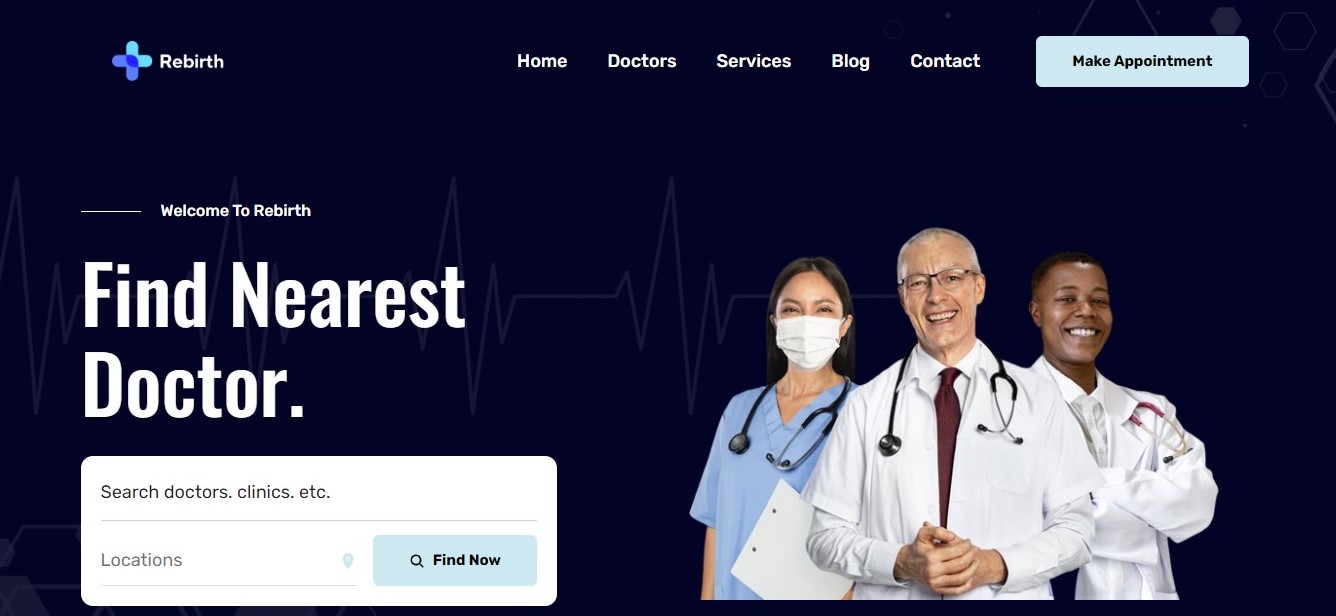 Rebirth
Home Doctors Services Blog Contact Make Appointment
Welcome To Rebirth
Find Nearest
Doctor.
Search doctors. clinics. etc.
Locations Find Now